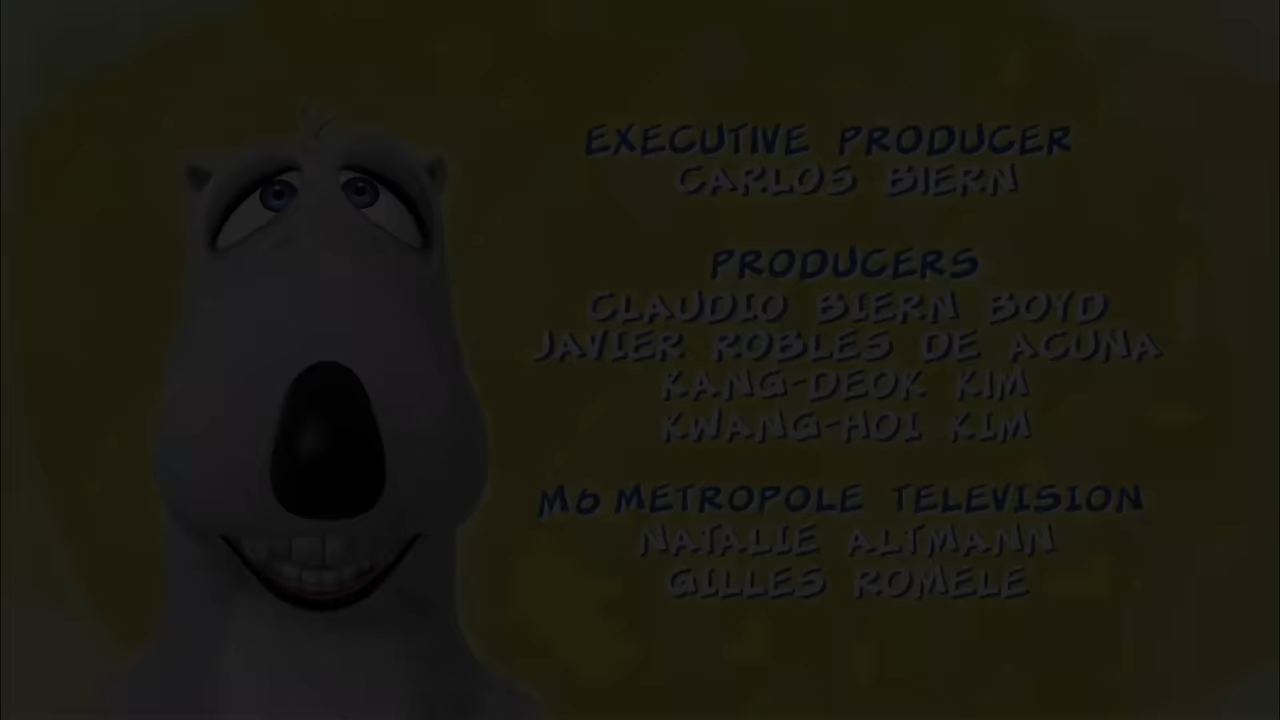 EXECUTIVE PRODUCER
CARLOS BIERN
PRODUCERS
CLAUDIO BIERN BOYD
JAVIER ROBLES DE ACUNA
KANG-DEOK KIM
KWANG-HOI KIM
M6 METROPOLE TELEVISION
NATALIE ALTMANN
GILLES ROMELE